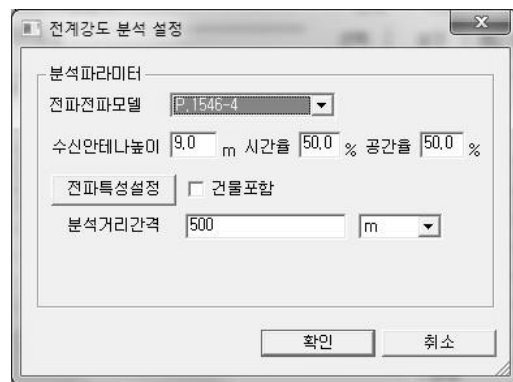 전계강도 분석 설정
분석파라미터
전파전파모델 P.1546-4
수신안테나높이 9.0 m 시간율 50.0 % 공간율 50.0 %
전파특성설정 건물포함
분석거리간격 500 m
확인 취소